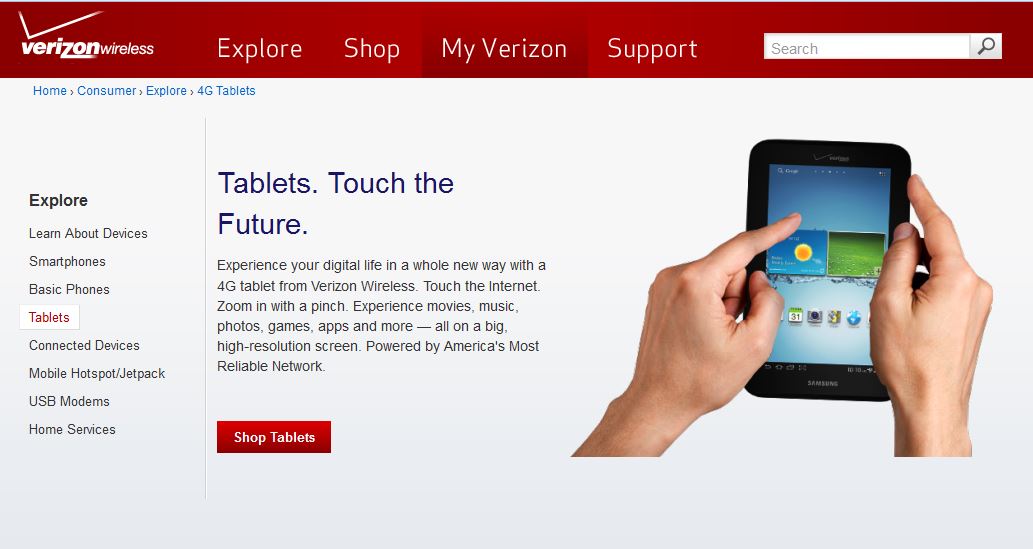 verizonwireless
Explore
Shop
My Verizon
Support
Search
Home › Consumer › Explore › 4G Tablets
Explore
Learn About Devices
Smartphones
Basic Phones
Tablets
Connected Devices
Mobile Hotspot/Jetpack
USB Modems
Home Services
Tablets. Touch the
Future.
Experience your digital life in a whole new way with a
4G tablet from Verizon Wireless. Touch the Internet.
Zoom in with a pinch. Experience movies, music,
photos, games, apps and more — all on a big,
high-resolution screen. Powered by America's Most
Reliable Network.
Shop Tablets
verizon
Google
31
SAMSUNG